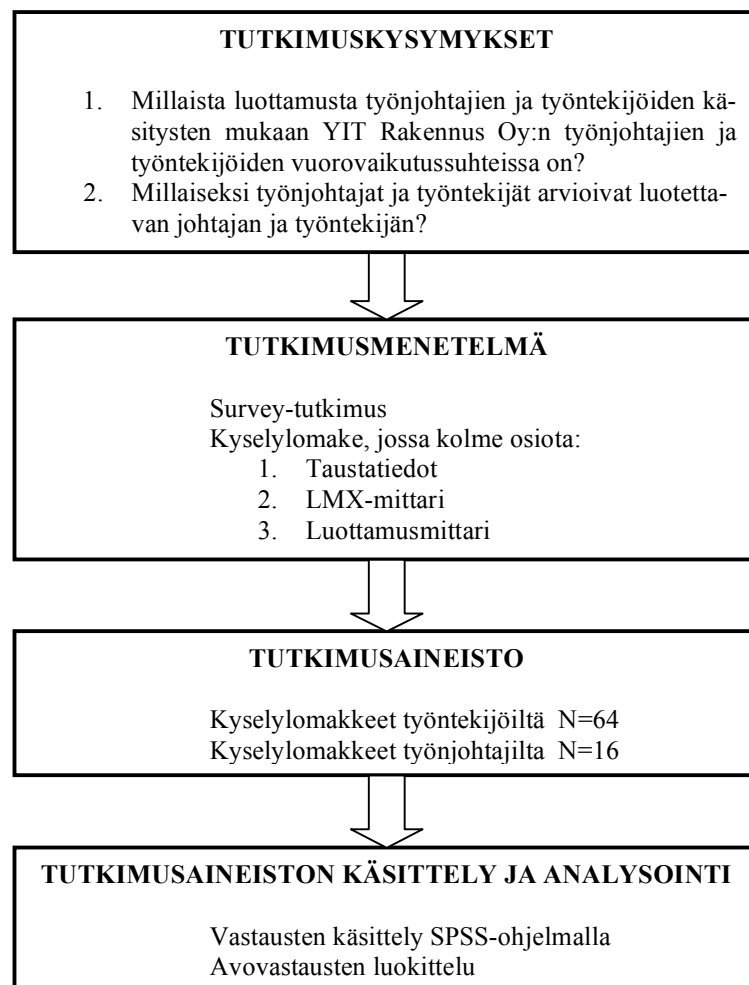 TUTKIMUSKYSYMYKSET
1. Millaista luottamusta työnjohtajien ja työntekijöiden kä-
sitysten mukaan YIT Rakennus Oy:n työnjohtajien ja
työntekijöiden vuorovaikutussuhteissa on?
2. Millaiseksi työnjohtajat ja työntekijät arvioivat luotetta-
van johtajan ja työntekijän?
TUTKIMUSMENETELMÄ
Survey-tutkimus
Kyselylomake, jossa kolme osiota:
1. Taustatiedot
2. LMX-mittari
3. Luottamusmittari
TUTKIMUSAINEISTO
Kyselylomakkeet työntekijöiltä N=64
Kyselylomakkeet työnjohtajilta N=16
TUTKIMUSAINEISTON KÄSITTELY JA ANALYSOINTI
Vastausten käsittely SPSS-ohjelmalla
Avovastausten luokittelu